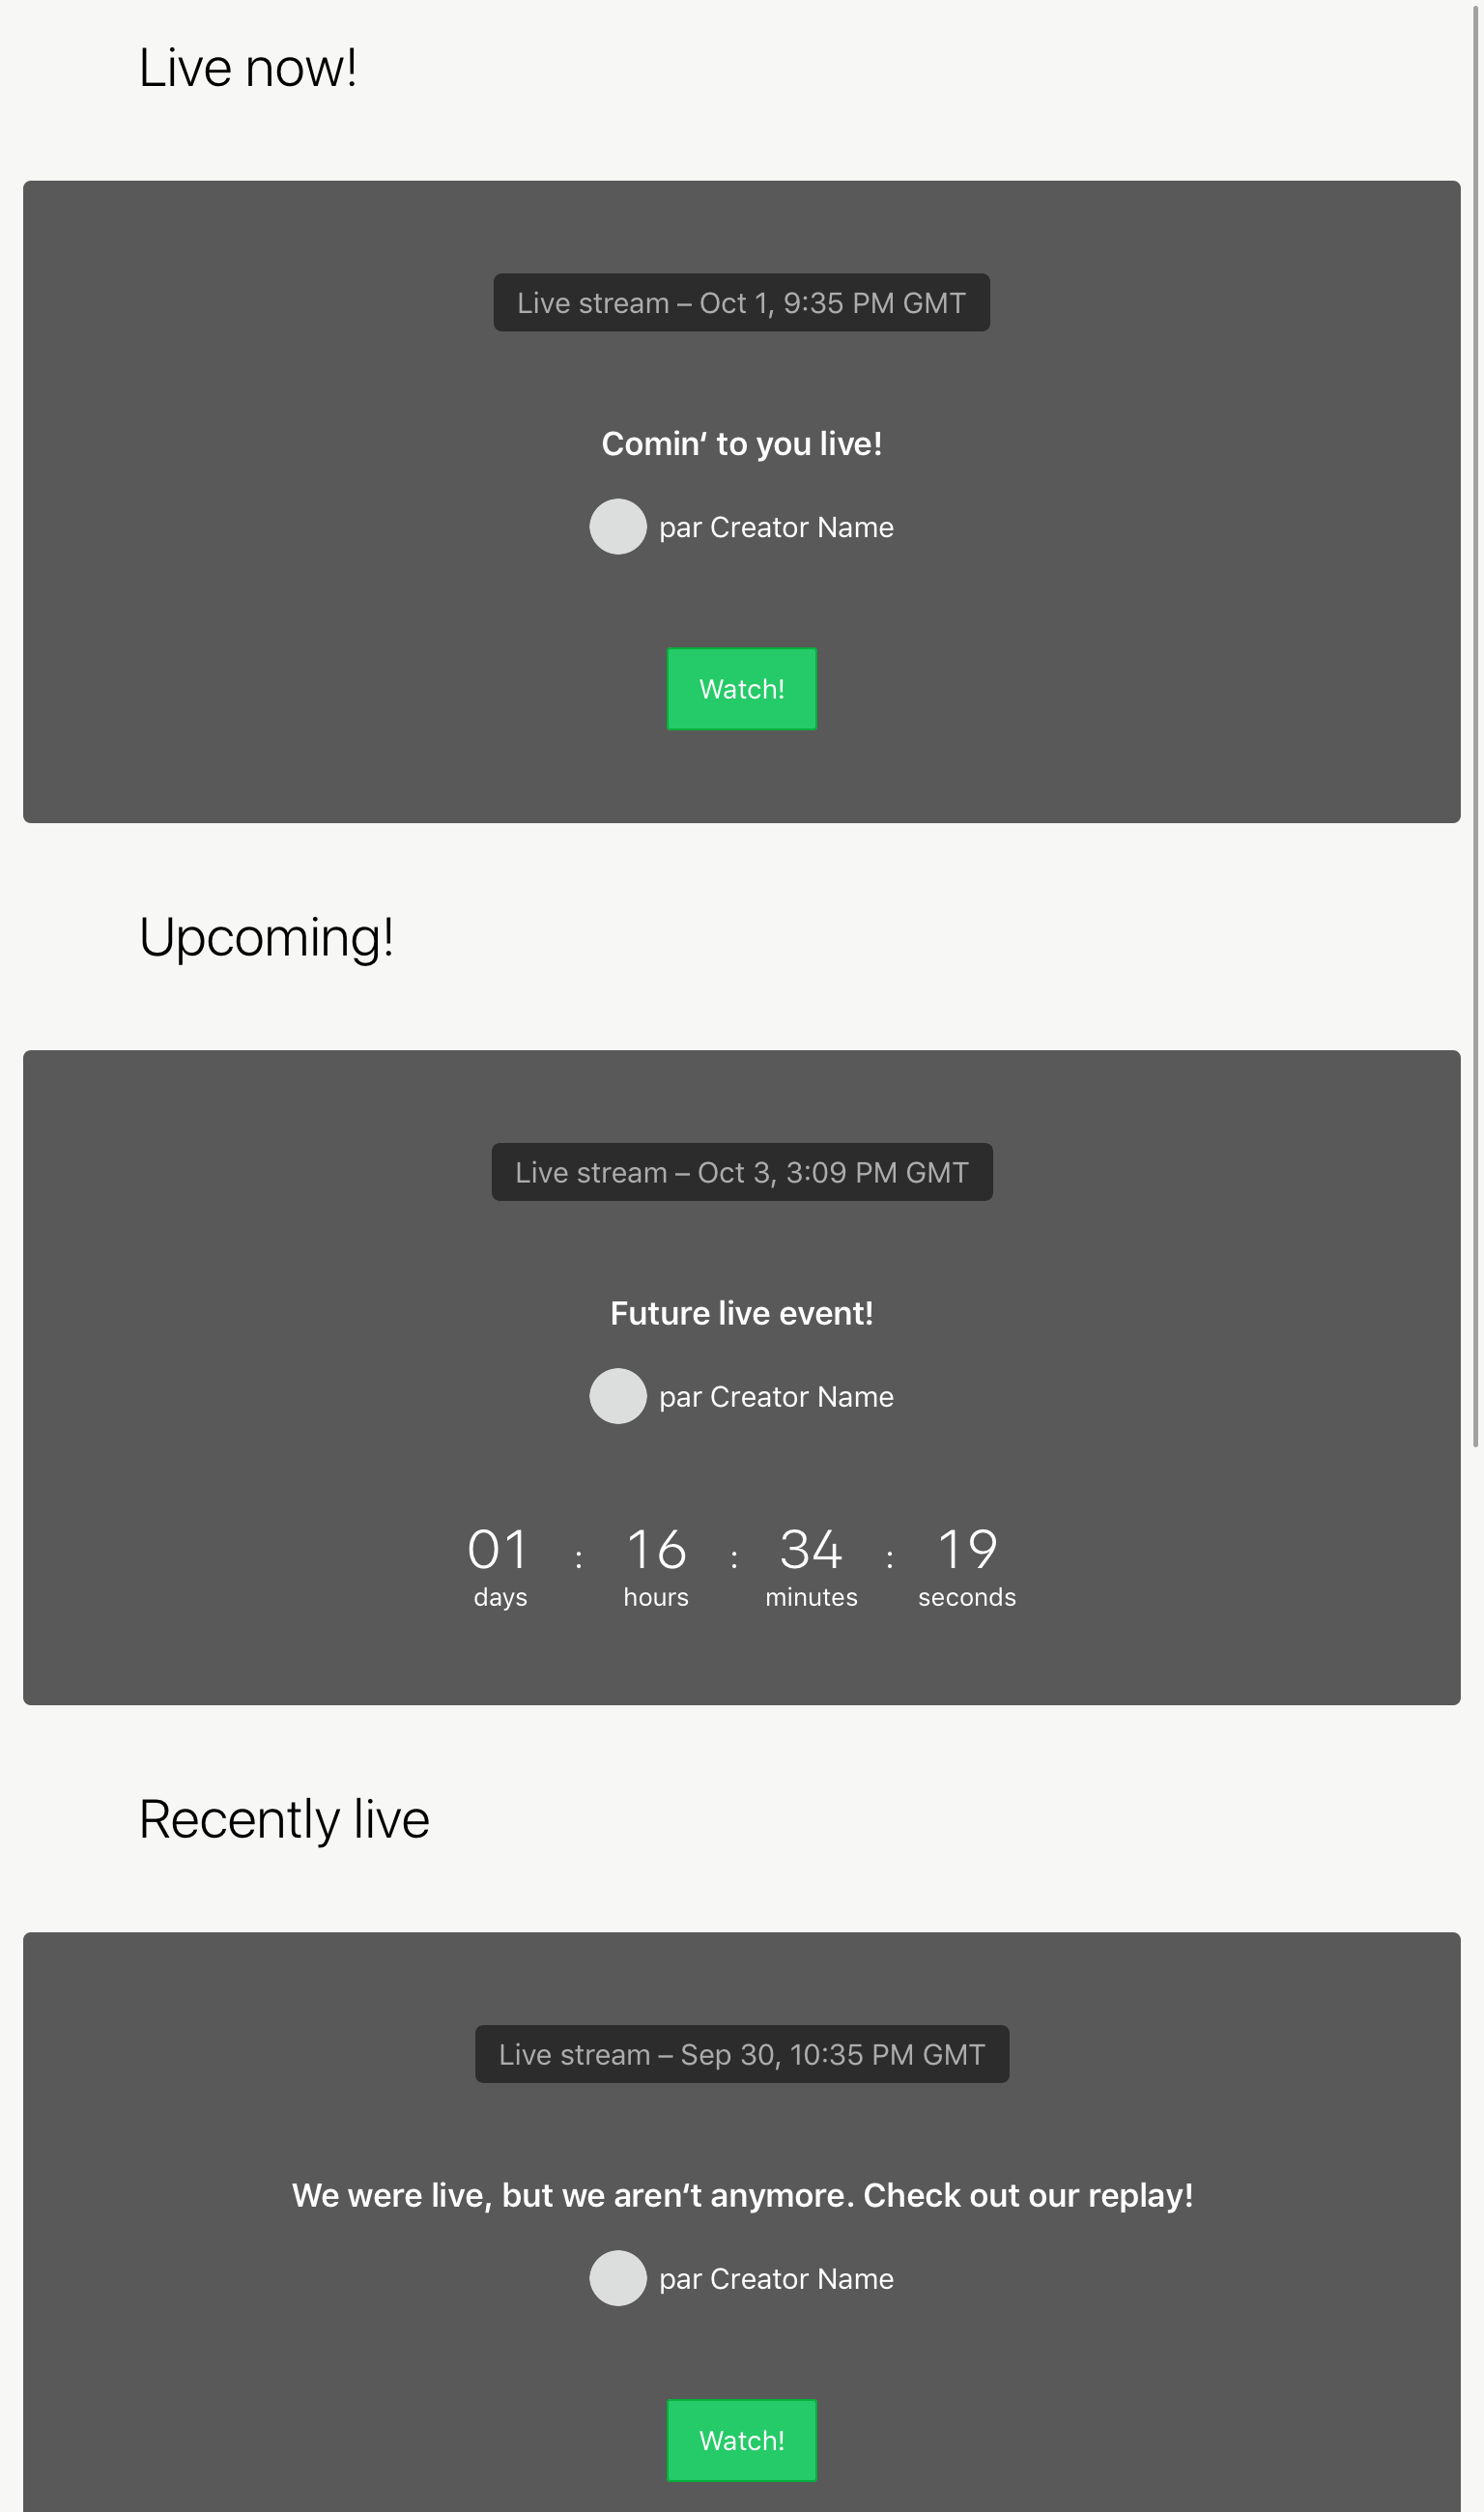 Live now!
Live stream – Oct 1, 9:35 PM GMT
Comin‘ to you live!
par Creator Name
Watch!
Upcoming!
Live stream – Oct 3, 3:09 PM GMT
Future live event!
par Creator Name
01 : 16 : 34 : 19
days hours minutes seconds
Recently live
Live stream – Sep 30, 10:35 PM GMT
We were live, but we aren‘t anymore. Check out our replay!
par Creator Name
Watch!